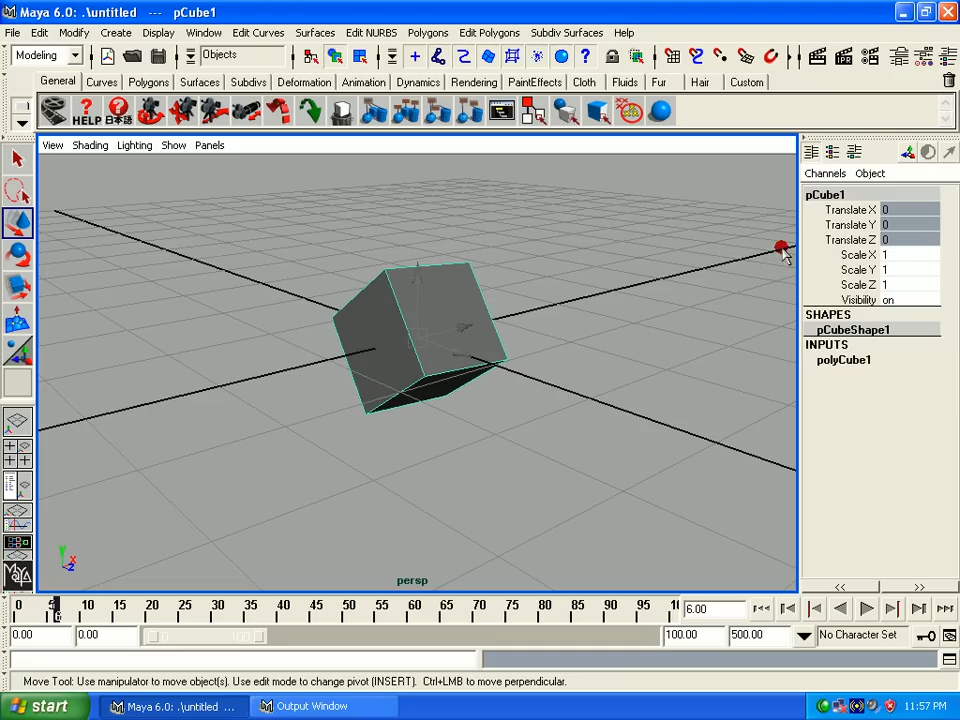 Maya 6.0: .\untitled --- pCube1
File Edit Modify Create Display Window Edit Curves Surfaces Edit NURBS Polygons Edit Polygons Subdiv Surfaces Help
Modeling Objects
General Curves Polygons Surfaces Subdivs Deformation Animation Dynamics Rendering PaintEffects Cloth Fluids Fur Hair Custom
HELP 日本語
View Shading Lighting Show Panels
Channels Object
pCube1
Translate X 0
Translate Y 0
Translate Z 0
Scale X 1
Scale Y 1
Scale Z 1
Visibility on
SHAPES
pCubeShape1
INPUTS
polyCube1
y
x
z
persp
<< >>
0 5 10 15 20 25 30 35 40 45 50 55 60 65 70 75 80 85 90 95 10 6.00
0.00 0.00 0 100 100.00 500.00 No Character Set
Move Tool: Use manipulator to move object(s). Use edit mode to change pivot (INSERT). Ctrl+LMB to move perpendicular.
start Maya 6.0: .\untitled ... Output Window 11:57 PM